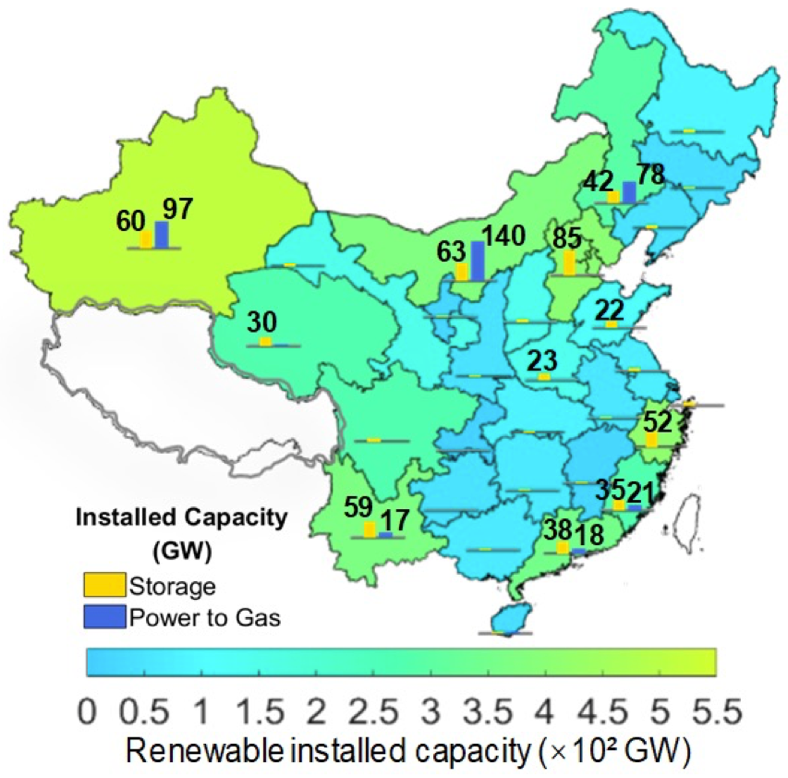 42 78
60 97
63 140 85
30
22
23
52
59 17
35 21
38 18
Installed Capacity
(GW)
Storage
Power to Gas
0 0.5 1 1.5 2 2.5 3 3.5 4 4.5 5 5.5
Renewable installed capacity (×10² GW)